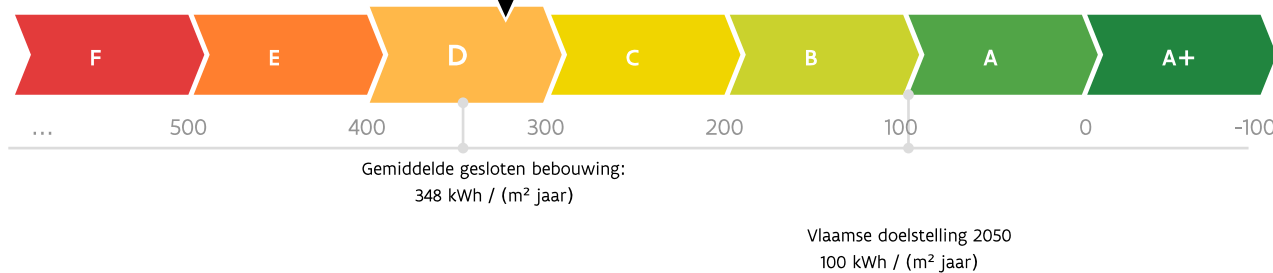 F E D C B A A+
... 500 400 300 200 100 0 -100
Gemiddelde gesloten bebouwing:
348 kWh / (m² jaar)
Vlaamse doelstelling 2050
100 kWh / (m² jaar)